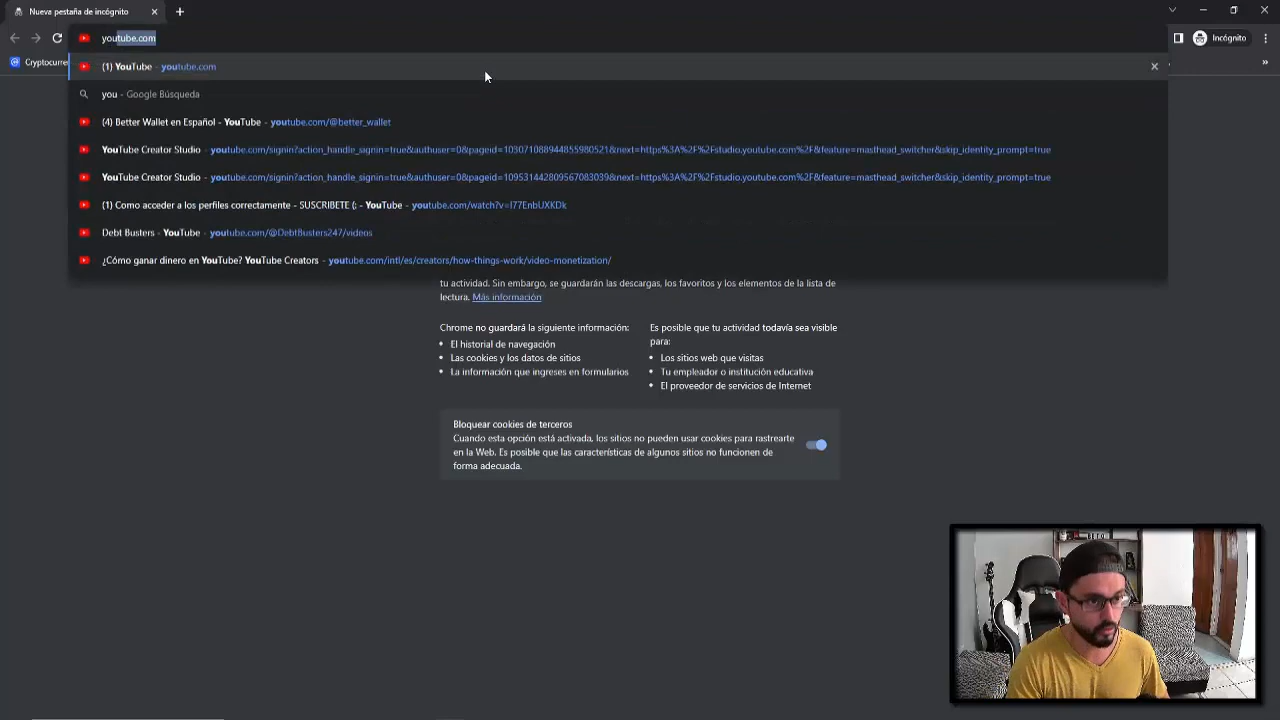 Nueva pestaña de incógnito
youtube.com
Incógnito
Cryptocurre
»
(1) YouTube - youtube.com
you - Google Búsqueda
(4) Better Wallet en Español - YouTube - youtube.com/@better_wallet
YouTube Creator Studio - youtube.com/signin?action_handle_signin=true&authuser=0&pageid=103071088944855980521&next=https%3A%2F%2Fstudio.youtube.com%2F&feature=masthead_switcher&skip_identity_prompt=true
YouTube Creator Studio - youtube.com/signin?action_handle_signin=true&authuser=0&pageid=109531442809567083039&next=https%3A%2F%2Fstudio.youtube.com%2F&feature=masthead_switcher&skip_identity_prompt=true
(1) Como acceder a los perfiles correctamente - SUSCRIBETE (; - YouTube - youtube.com/watch?v=I77EnbUXKDk
Debt Busters - YouTube - youtube.com/@DebtBusters247/videos
¿Cómo ganar dinero en YouTube? YouTube Creators - youtube.com/intl/es/creators/how-things-work/video-monetization/
tu actividad. Sin embargo, se guardarán las descargas, los favoritos y los elementos de la lista de
lectura. Más información
Chrome no guardará la siguiente información:
• El historial de navegación
• Las cookies y los datos de sitios
• La información que ingreses en formularios
Es posible que tu actividad todavía sea visible
para:
• Los sitios web que visitas
• Tu empleador o institución educativa
• El proveedor de servicios de Internet
Bloquear cookies de terceros
Cuando esta opción está activada, los sitios no pueden usar cookies para rastrearte
en la Web. Es posible que las características de algunos sitios no funcionen de
forma adecuada.